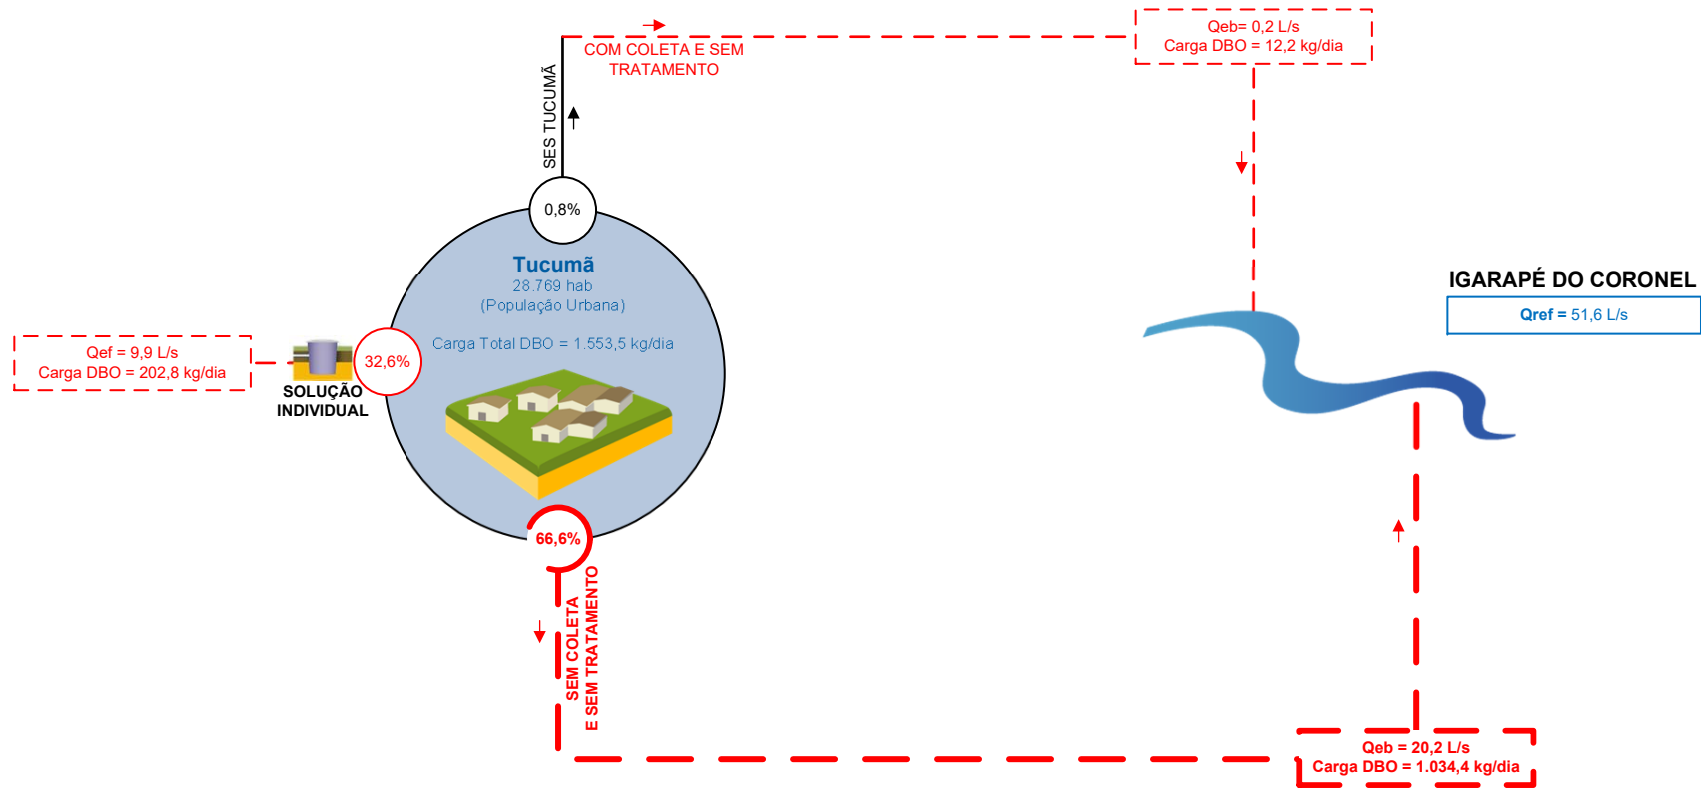 Qeb= 0,2 L/s
Carga DBO = 12,2 kg/dia
COM COLETA E SEM
TRATAMENTO
SES TUCUMÃ
0,8%
Tucumã
28.769 hab
(População Urbana)
Carga Total DBO = 1.553,5 kg/dia
IGARAPÉ DO CORONEL
Qref = 51,6 L/s
Qef = 9,9 L/s
Carga DBO = 202,8 kg/dia
32,6%
SOLUÇÃO
INDIVIDUAL
66,6%
SEM COLETA
E SEM TRATAMENTO
Qeb = 20,2 L/s
Carga DBO = 1.034,4 kg/dia